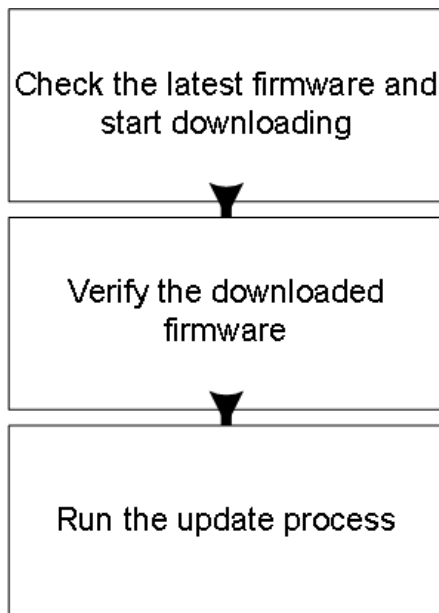 Check the latest firmware and
start downloading
Verify the downloaded
firmware
Run the update process